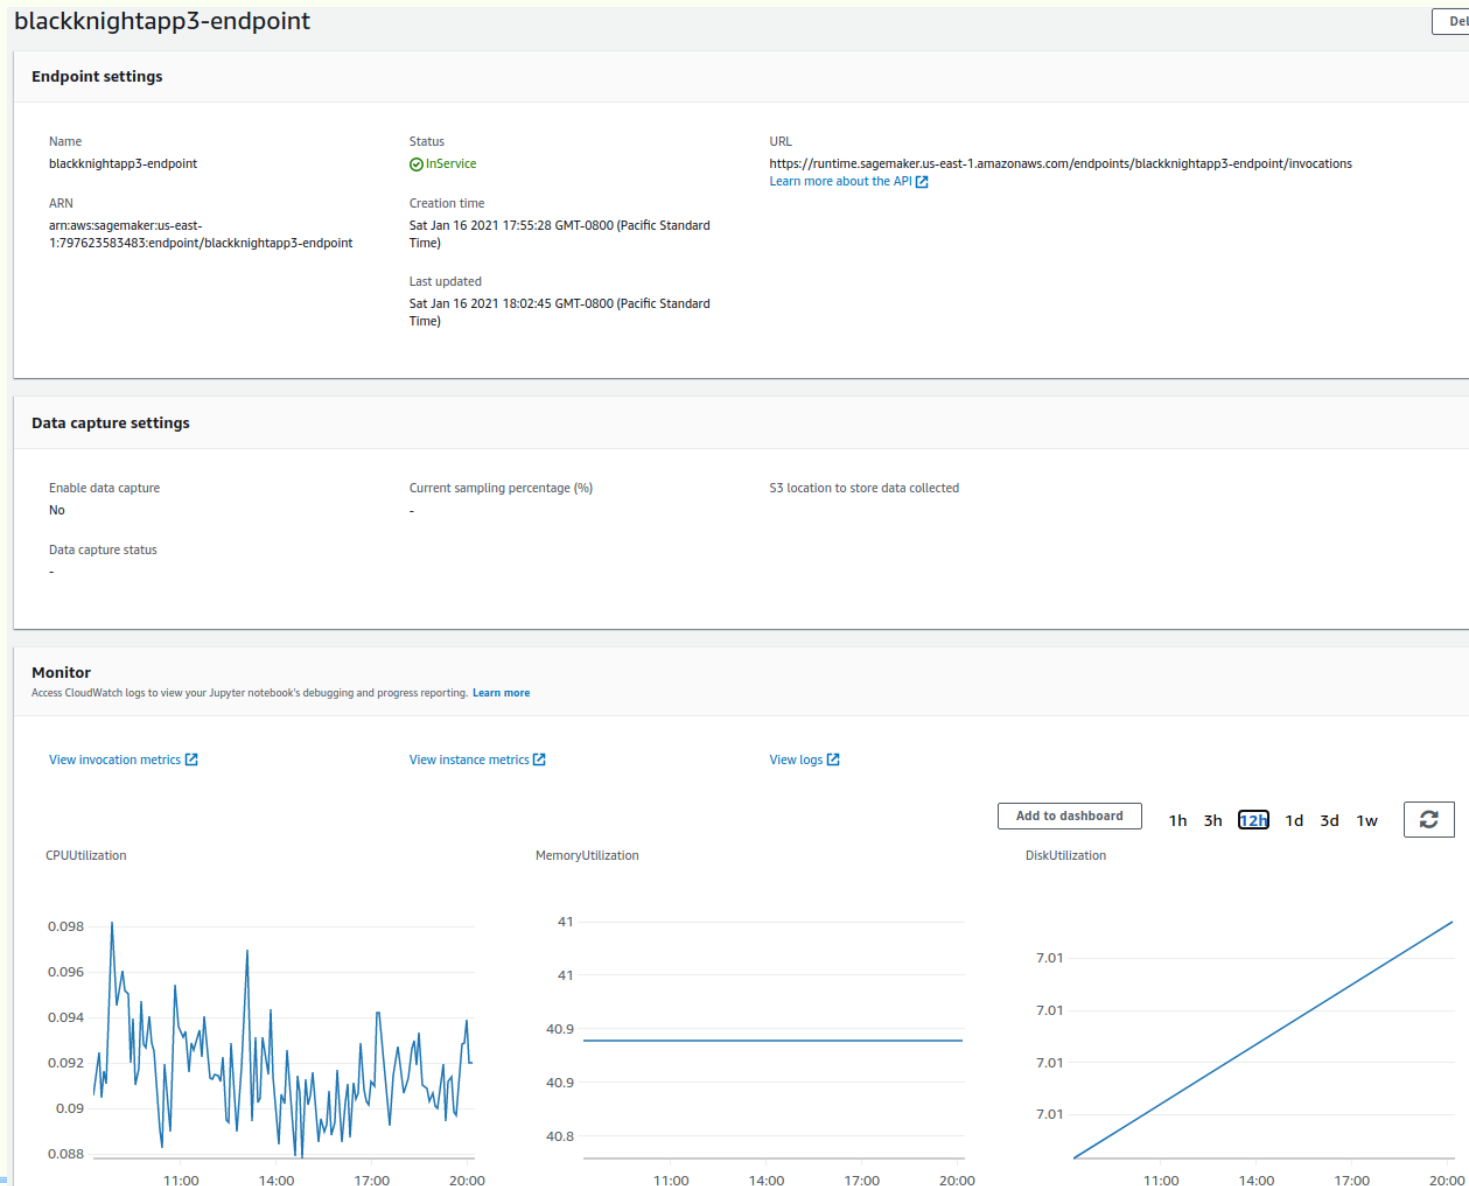 blackknightapp3-endpoint
Del
Endpoint settings
Name
blackknightapp3-endpoint
ARN
arn:aws:sagemaker:us-east-
1:797623583483:endpoint/blackknightapp3-endpoint
Status
InService
Creation time
Sat Jan 16 2021 17:55:28 GMT-0800 (Pacific Standard
Time)
Last updated
Sat Jan 16 2021 18:02:45 GMT-0800 (Pacific Standard
Time)
URL
https://runtime.sagemaker.us-east-1.amazonaws.com/endpoints/blackknightapp3-endpoint/invocations
Learn more about the API
Data capture settings
Enable data capture
No
Data capture status
-
Current sampling percentage (%)
-
S3 location to store data collected
Monitor
Access CloudWatch logs to view your Jupyter notebook's debugging and progress reporting. Learn more
View invocation metrics
View instance metrics
View logs
Add to dashboard
1h 3h 12h 1d 3d 1w
CPUUtilization
0.098
0.096
0.094
0.092
0.09
0.088
11:00 14:00 17:00 20:00
MemoryUtilization
41
41
40.9
40.9
40.8
11:00 14:00 17:00 20:00
DiskUtilization
7.01
7.01
7.01
7.01
11:00 14:00 17:00 20:00